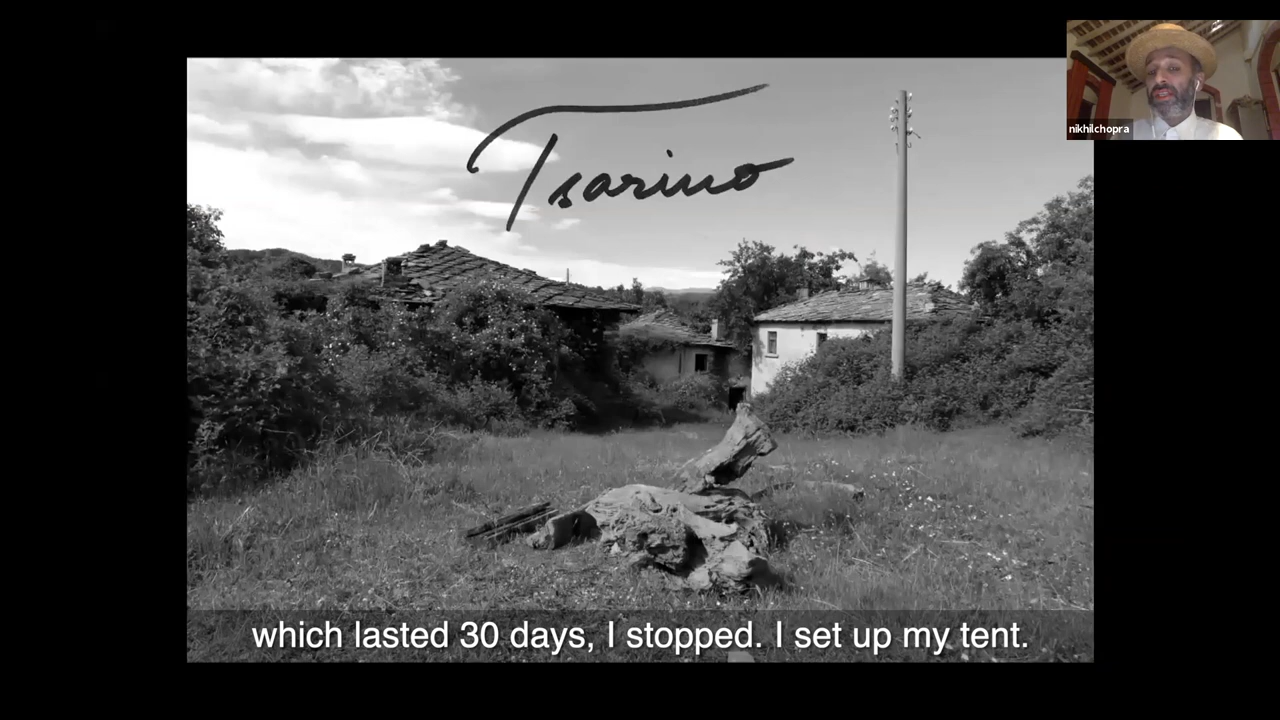 nikhilchopra
Tsarino
which lasted 30 days, I stopped. I set up my tent.